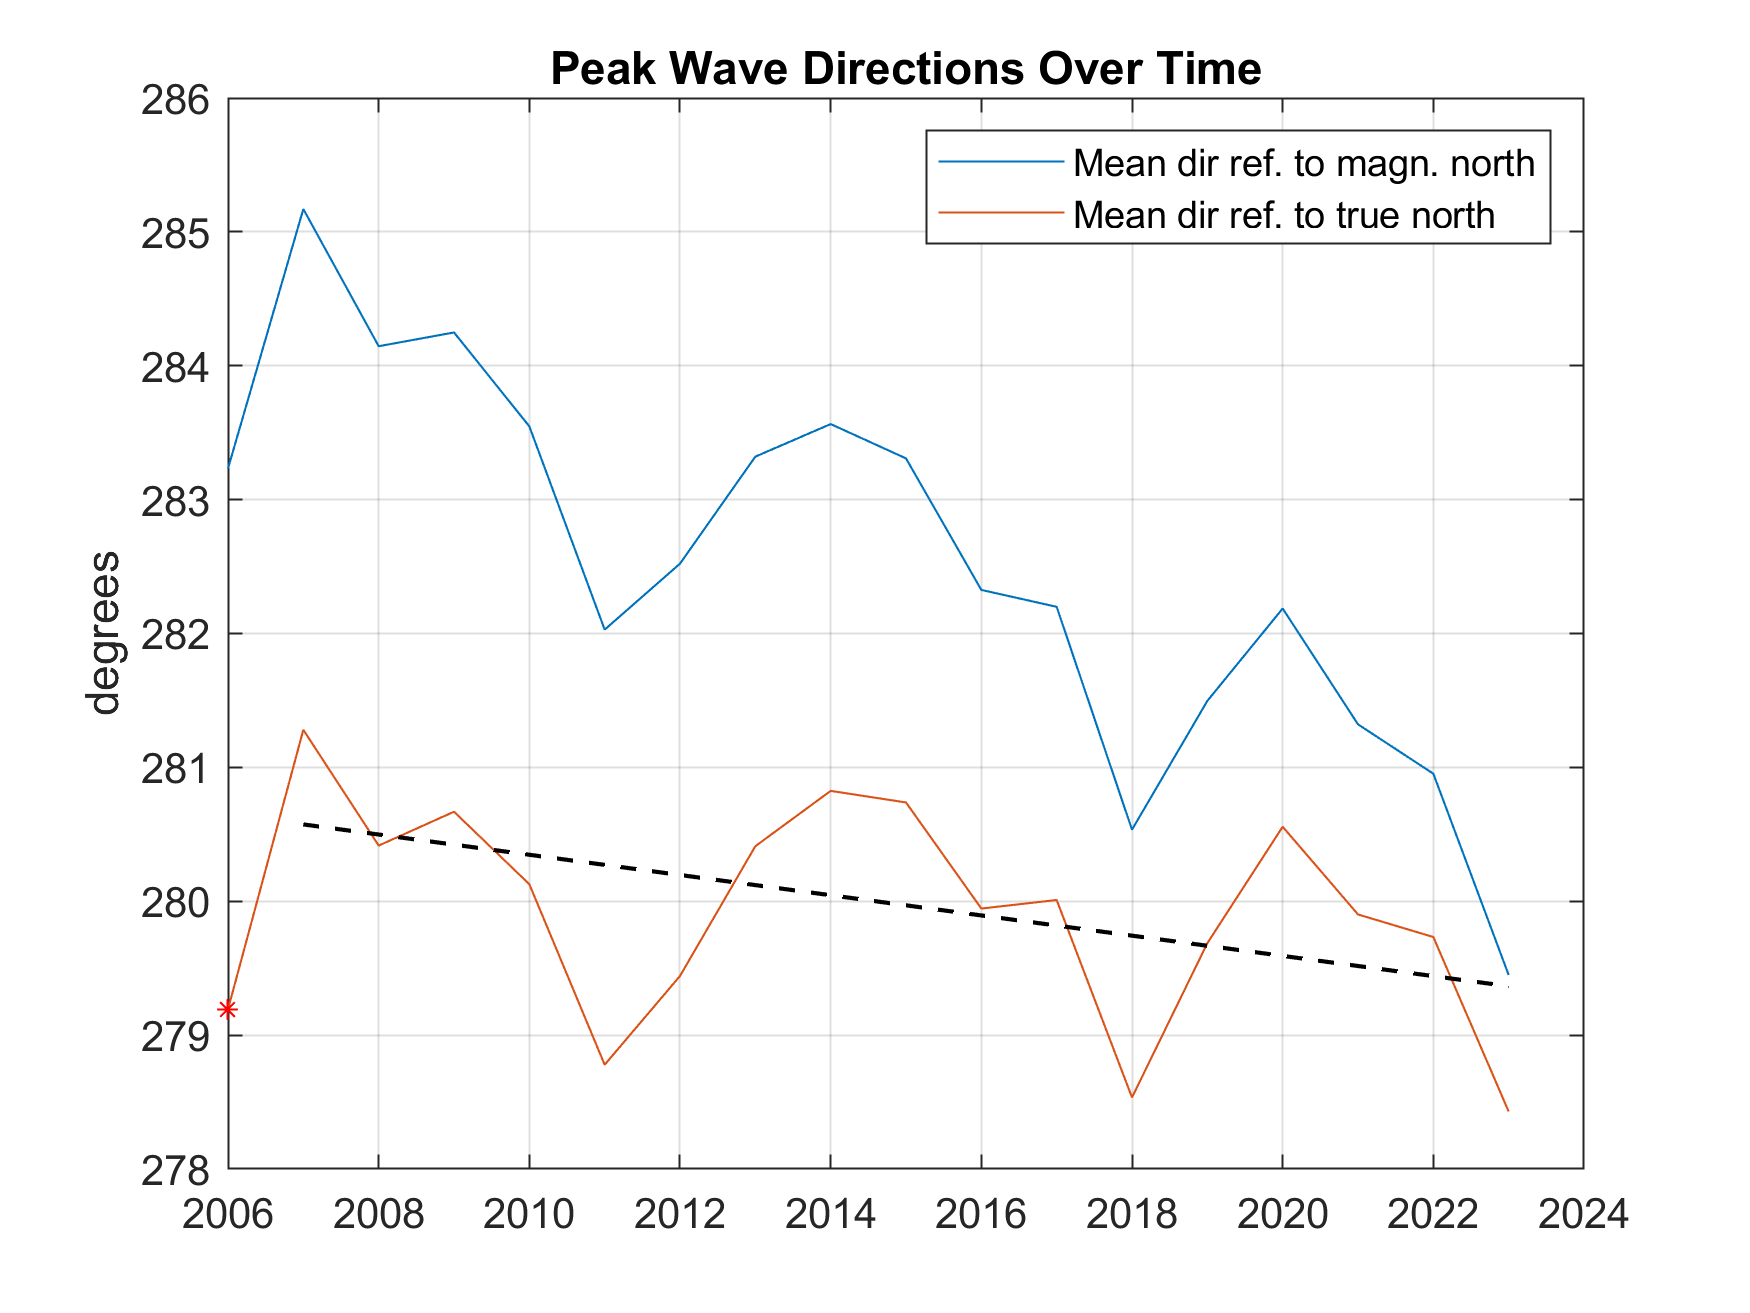 Peak Wave Directions Over Time
286
285
284
283
282
281
280
279
278
degrees
Mean dir ref. to magn. north
Mean dir ref. to true north
2006 2008 2010 2012 2014 2016 2018 2020 2022 2024